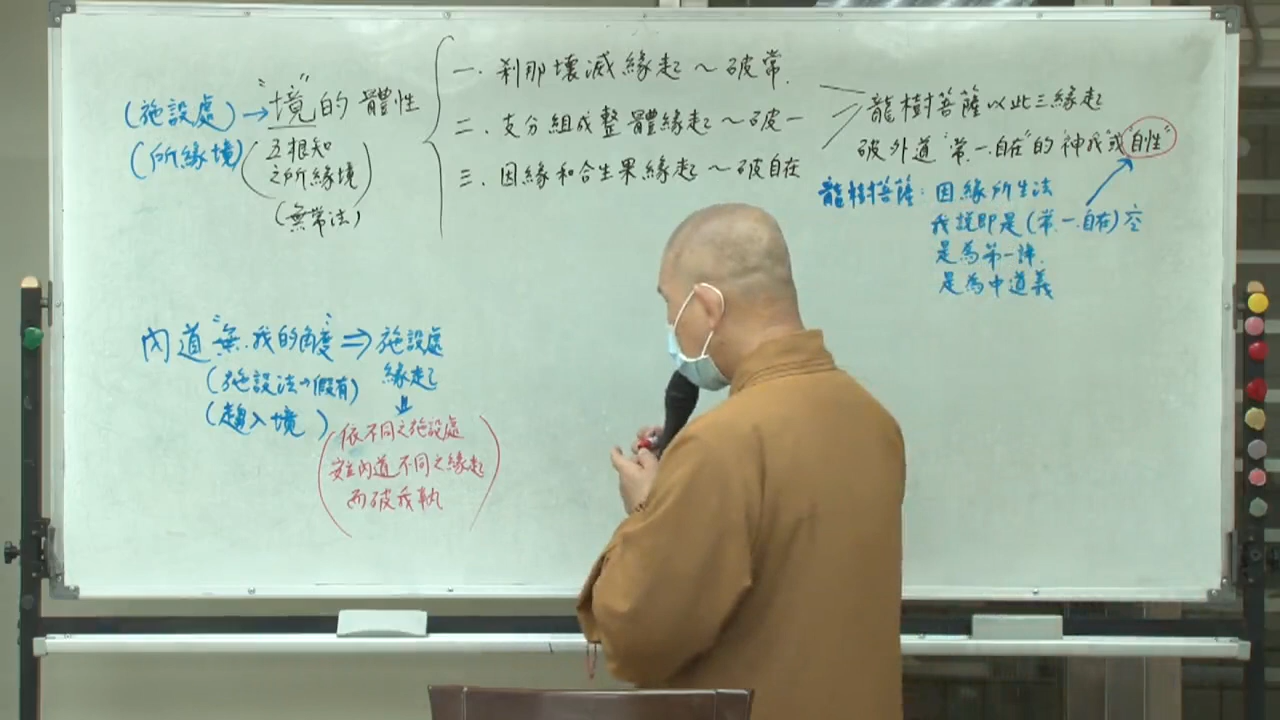 (施設處)→"境"的體性
(所緣境)
(五根知
之所緣境)
(無常法)
一. 剎那壞滅緣起～破常.
二. 支分組成整體緣起～破一
三. 因緣和合生果緣起～破自在
龍樹菩薩以此三緣起
破外道"常.一.自在"的"神我"或"自性"
龍樹菩薩: 因緣所生法
我說即是(常.一.自在)空
是為第一諦.
是為中道義
內道"無.我的角度"⇒施設處
緣起
(施設法→假有)
(趨入境)
(依不同之施設處
安立內道不同之緣起
而破我執)